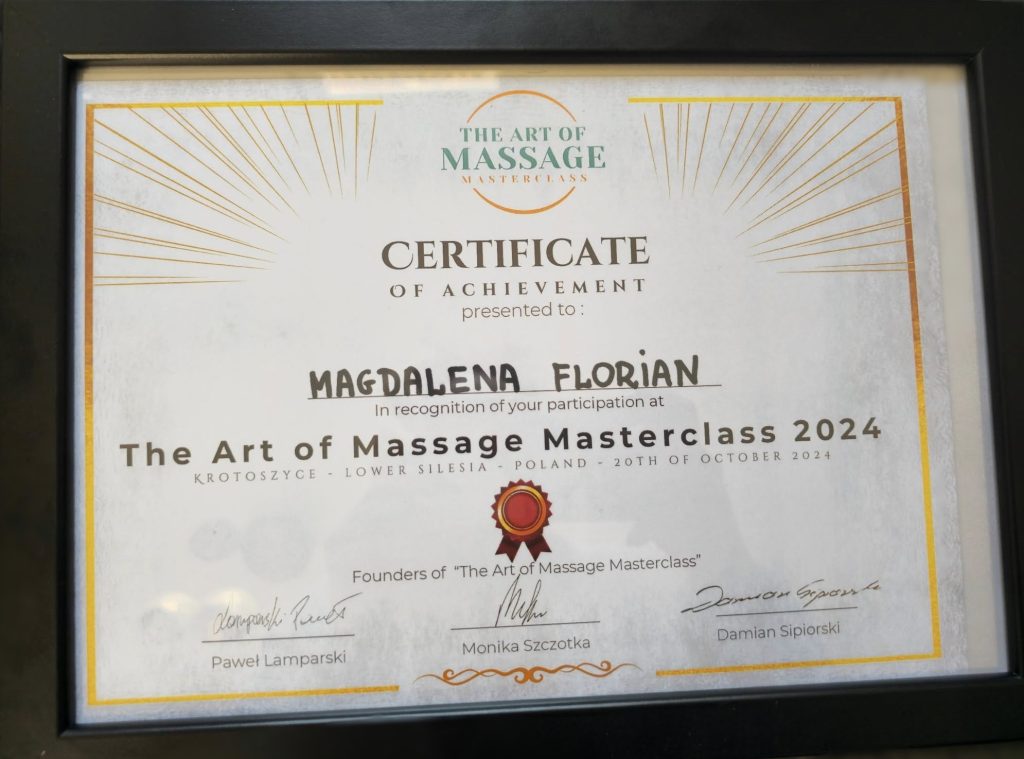 THE ART OF
MASSAGE
MASTERCLASS
CERTIFICATE
OF ACHIEVEMENT
presented to :
MAGDALENA FLORIAN
In recognition of your participation at
The Art of Massage Masterclass 2024
KROTOSZYCE - LOWER SILESIA - POLAND - 20TH OF OCTOBER 2024
Founders of "The Art of Massage Masterclass"
Paweł Lamparski
Monika Szczotka
Damian Sipiorski